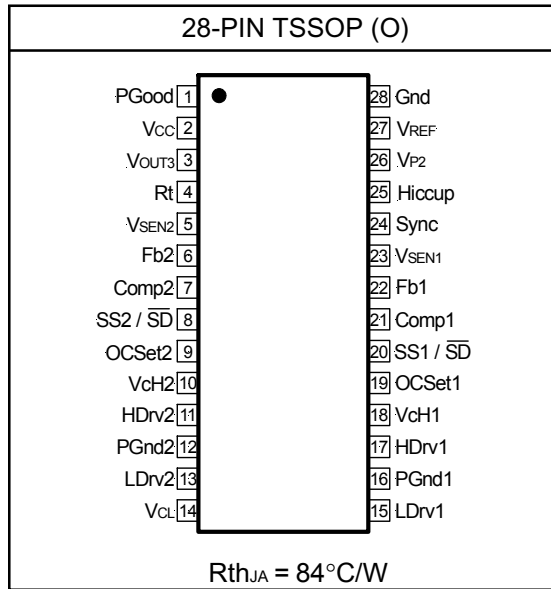 28-PIN TSSOP (O)
PGood 1
VCC 2
VOUT3 3
Rt 4
VSEN2 5
Fb2 6
Comp2 7
SS2 / S̅D̅ 8
OCSet2 9
VcH2 10
HDrv2 11
PGnd2 12
LDrv2 13
VCL 14
28 Gnd
27 VREF
26 VP2
25 Hiccup
24 Sync
23 VSEN1
22 Fb1
21 Comp1
20 SS1 / S̅D̅
19 OCSet1
18 VcH1
17 HDrv1
16 PGnd1
15 LDrv1
RthJA = 84°C/W